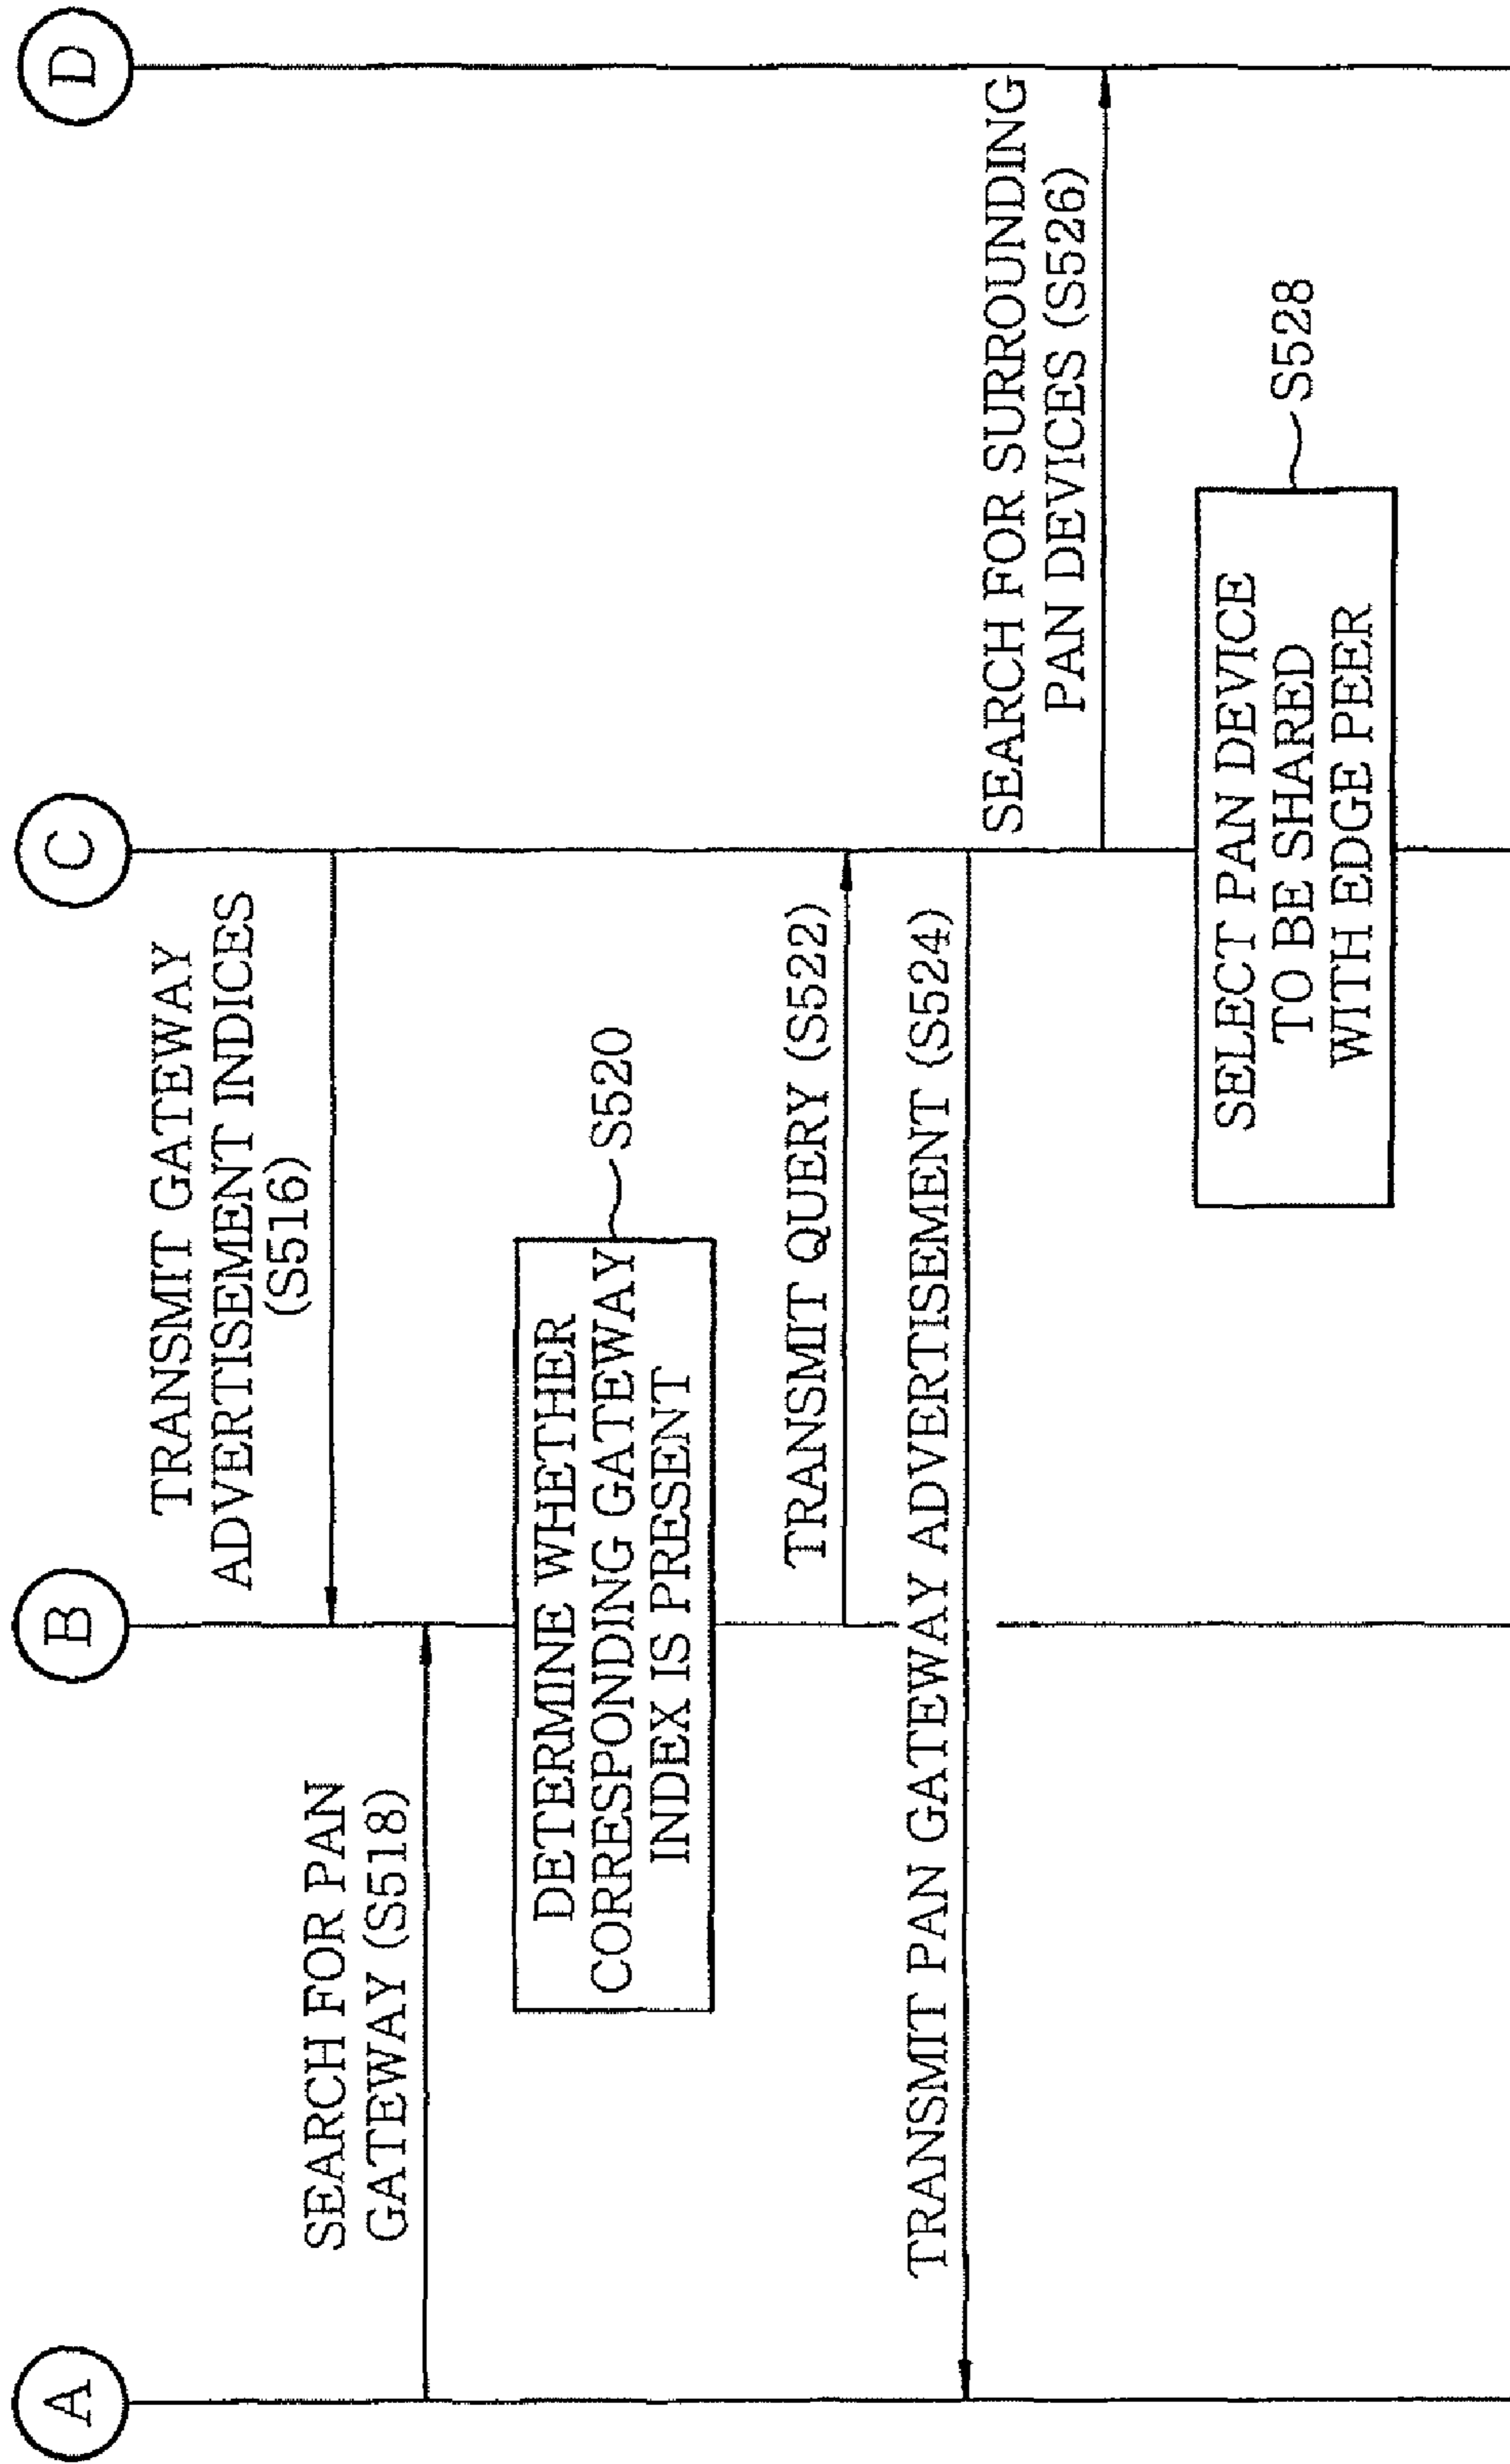 A
B
C
D
TRANSMIT GATEWAY
ADVERTISEMENT INDICES
(S516)
SEARCH FOR PAN
GATEWAY (S518)
DETERMINE WHETHER
CORRESPONDING GATEWAY
INDEX IS PRESENT
S520
TRANSMIT QUERY (S522)
TRANSMIT PAN GATEWAY ADVERTISEMENT (S524)
SEARCH FOR SURROUNDING
PAN DEVICES (S526)
SELECT PAN DEVICE
TO BE SHARED
WITH EDGE PEER
S528